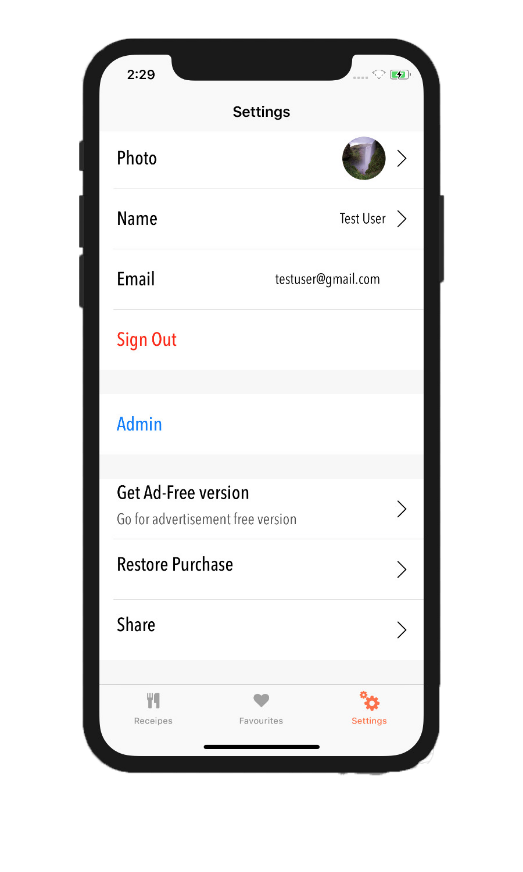 2:29
Settings
Photo
Name Test User
Email testuser@gmail.com
Sign Out
Admin
Get Ad-Free version
Go for advertisement free version
Restore Purchase
Share
Receipes Favourites Settings